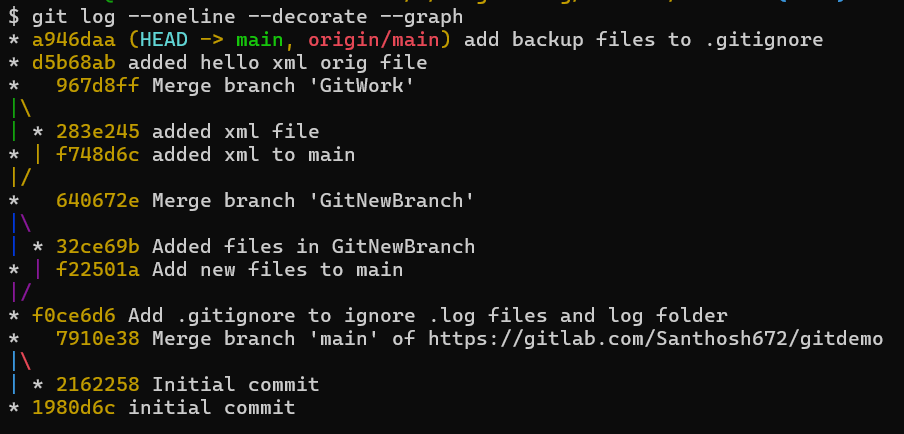 $ git log --oneline --decorate --graph
* a946daa (HEAD -> main, origin/main) add backup files to .gitignore
* d5b68ab added hello xml orig file
*   967d8ff Merge branch 'GitWork'
|\
| * 283e245 added xml file
* | f748d6c added xml to main
|/
*   640672e Merge branch 'GitNewBranch'
|\
| * 32ce69b Added files in GitNewBranch
* | f22501a Add new files to main
|/
* f0ce6d6 Add .gitignore to ignore .log files and log folder
*   7910e38 Merge branch 'main' of https://gitlab.com/Santhosh672/gitdemo
|\
| * 2162258 Initial commit
* 1980d6c initial commit